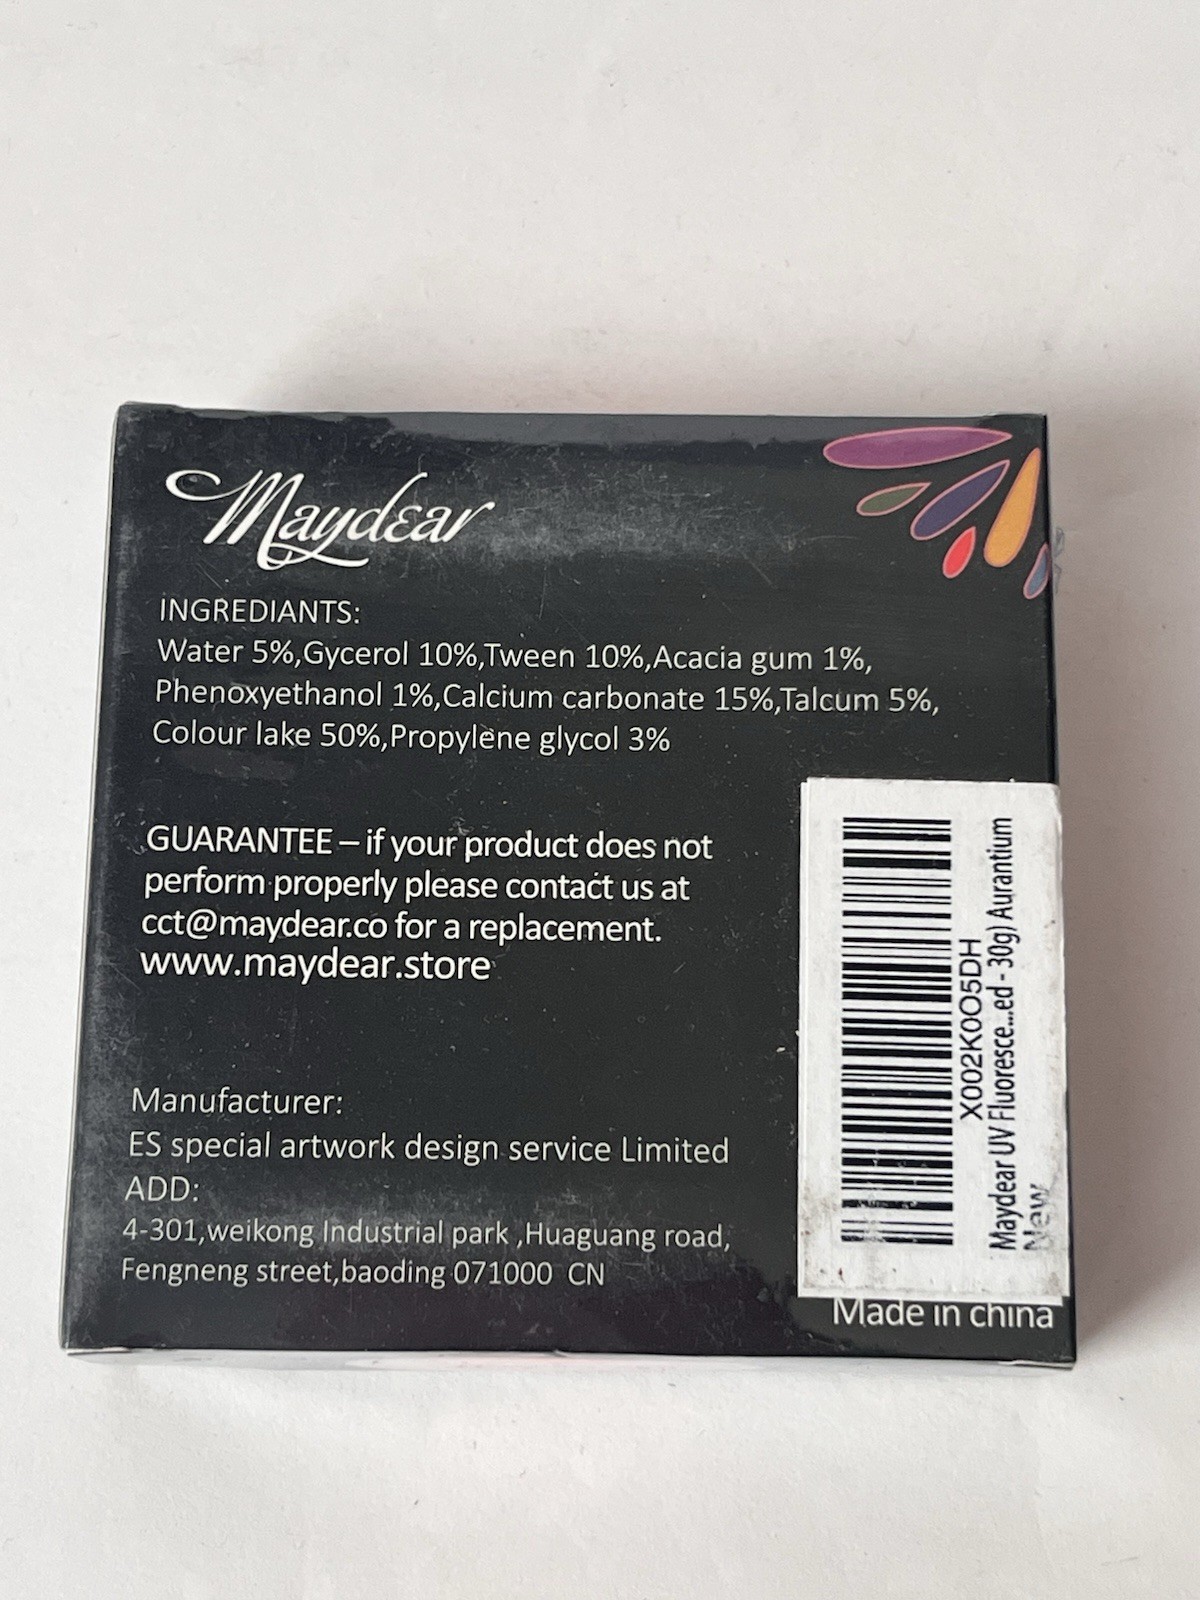 Maydear
INGREDIANTS:
Water 5%,Gycerol 10%,Tween 10%,Acacia gum 1%,
Phenoxyethanol 1%,Calcium carbonate 15%,Talcum 5%,
Colour lake 50%,Propylene glycol 3%
GUARANTEE – if your product does not
perform properly please contact us at
cct@maydear.co for a replacement.
www.maydear.store
Manufacturer:
ES special artwork design service Limited
ADD:
4-301,weikong Industrial park ,Huaguang road,
Fengneng street,baoding 071000 CN
X002K0O5DH
Maydear UV Fluoresce...ed - 30g) Aurantium
New
Made in china